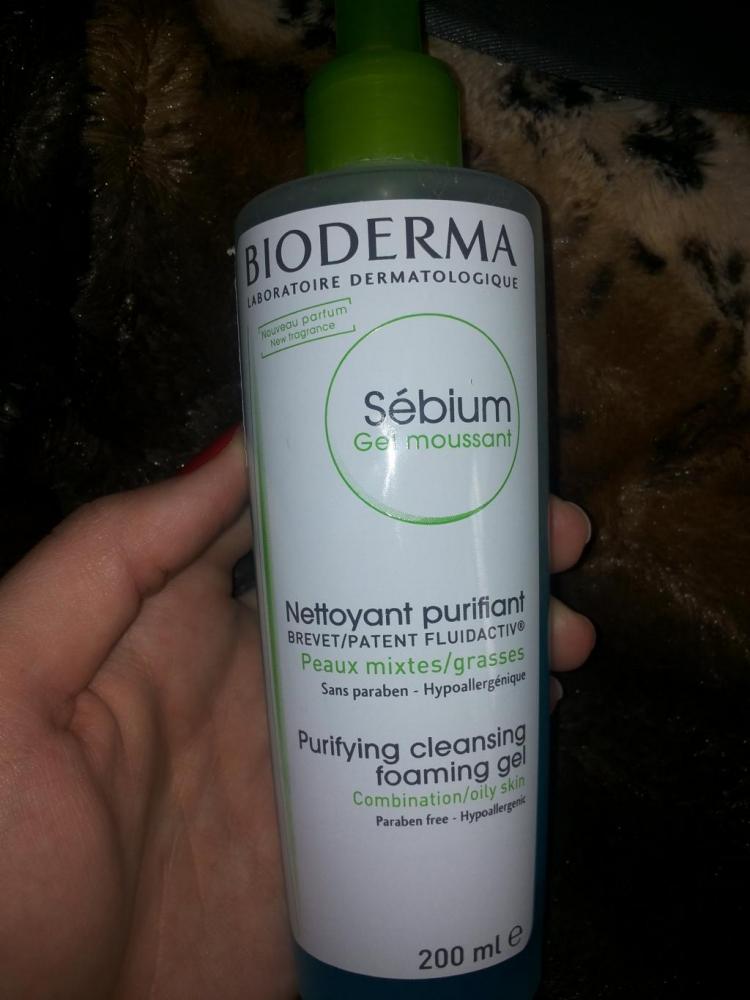 BIODERMA
LABORATOIRE DERMATOLOGIQUE
Nouveau parfum
New fragrance
Sébium
Gel moussant
Nettoyant purifiant
BREVET/PATENT FLUIDACTIV®
Peaux mixtes/grasses
Sans paraben - Hypoallergénique
Purifying cleansing
foaming gel
Combination/oily skin
Paraben free - Hypoallergenic
200 ml e